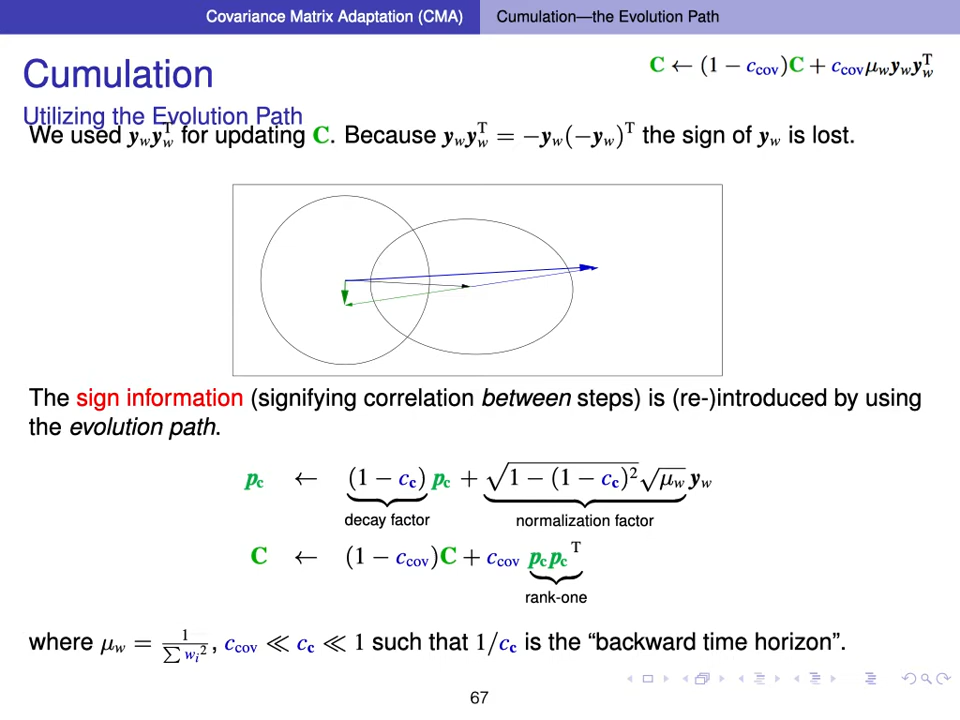 Covariance Matrix Adaptation (CMA) Cumulation—the Evolution Path
Cumulation
C ← (1 − c_cov)C + c_cov μ_w y_w y_w^T
Utilizing the Evolution Path
We used y_w y_w^T for updating C. Because y_w y_w^T = −y_w(−y_w)^T the sign of y_w is lost.
The sign information (signifying correlation between steps) is (re-)introduced by using
the evolution path.
p_c ← (1 − c_c) p_c + √(1 − (1 − c_c)²) √μ_w y_w
decay factor normalization factor
C ← (1 − c_cov)C + c_cov p_c p_c^T
rank-one
where μ_w = 1/∑ w_i², c_cov ≪ c_c ≪ 1 such that 1/c_c is the “backward time horizon”.
67